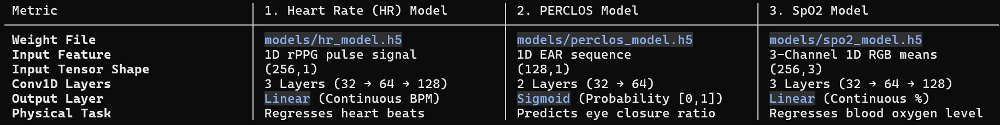 Metric 1. Heart Rate (HR) Model 2. PERCLOS Model 3. SpO2 Model
Weight File models/hr_model.h5 models/perclos_model.h5 models/spo2_model.h5
Input Feature 1D rPPG pulse signal 1D EAR sequence 3-Channel 1D RGB means
Input Tensor Shape (256,1) (128,1) (256,3)
Conv1D Layers 3 Layers (32 → 64 → 128) 2 Layers (32 → 64) 3 Layers (32 → 64 → 128)
Output Layer Linear (Continuous BPM) Sigmoid (Probability [0,1]) Linear (Continuous %)
Physical Task Regresses heart beats Predicts eye closure ratio Regresses blood oxygen level